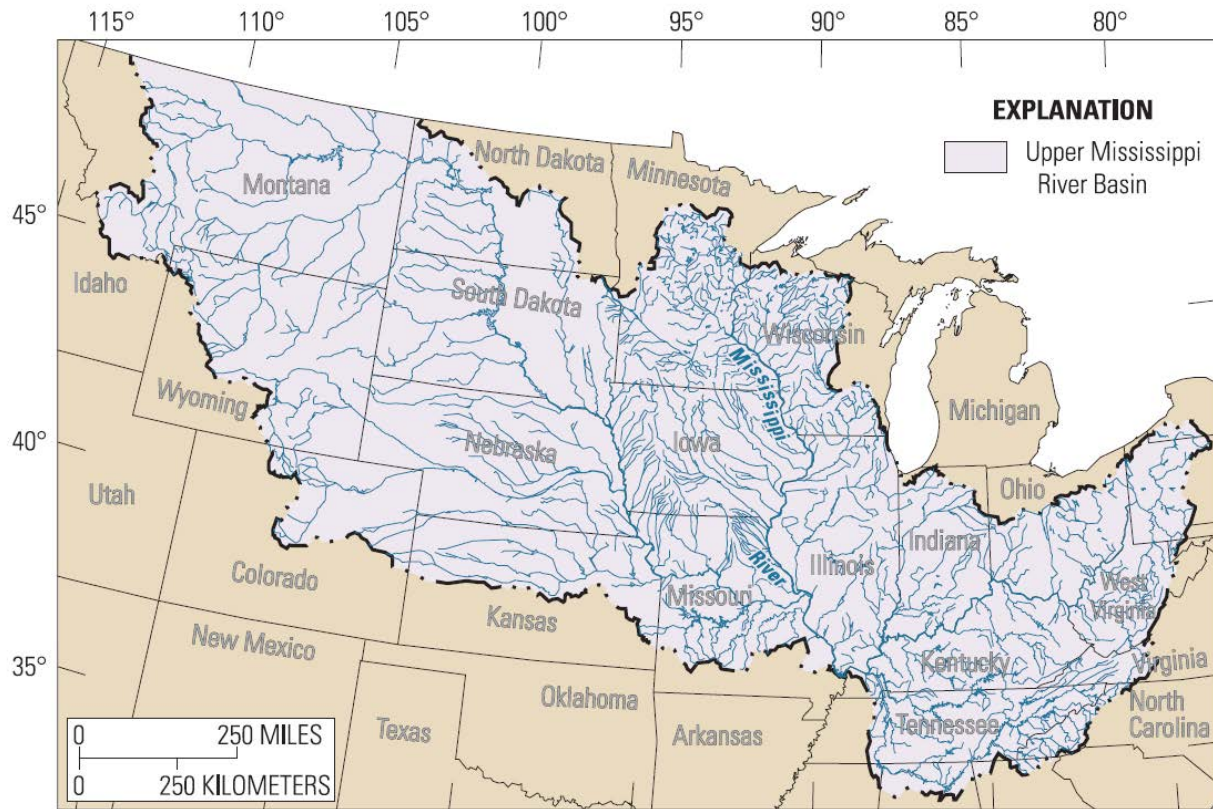 115°
110°
105°
100°
95°
90°
85°
80°
EXPLANATION
Upper Mississippi
River Basin
North Dakota
Minnesota
Montana
45°
Idaho
South Dakota
Wisconsin
Mississippi
Michigan
Wyoming
40°
Nebraska
Iowa
Utah
Ohio
Indiana
Illinois
River
Colorado
Missouri
West
Virginia
Kansas
New Mexico
35°
Kentucky
Virginia
Oklahoma
North
Carolina
Texas
Arkansas
Tennessee
0 250 MILES
0 250 KILOMETERS